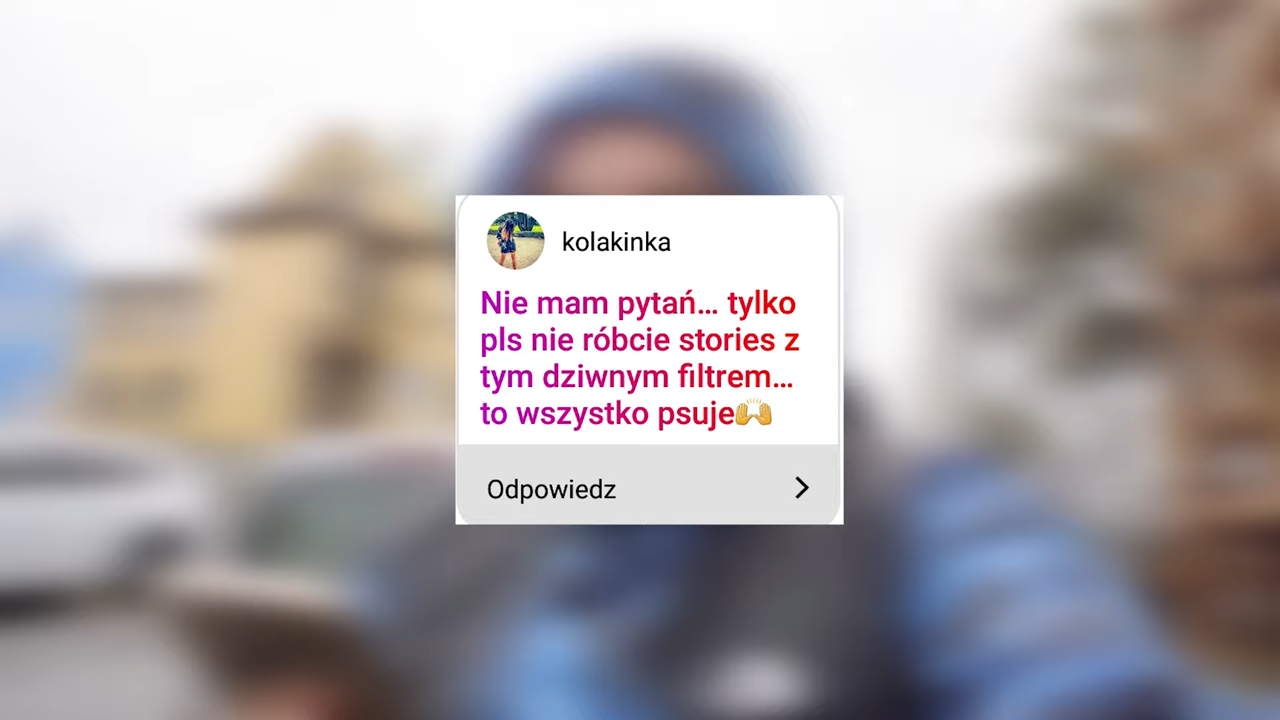 kolakinka
Nie mam pytań... tylko
pls nie róbcie stories z
tym dziwnym filtrem...
to wszystko psuje🙌
Odpowiedz